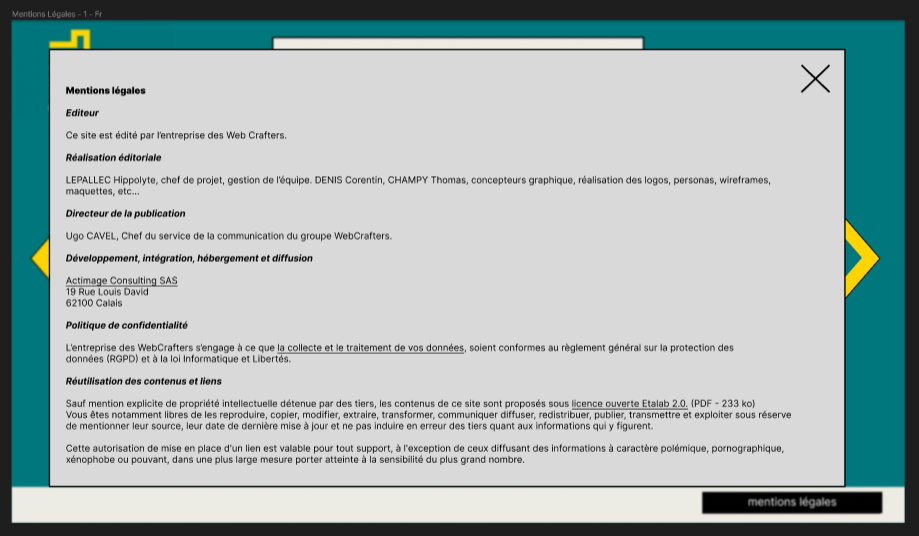 Mentions Légales - 1 - Fr
Mentions légales
Editeur
Ce site est édité par l'entreprise des Web Crafters.
Réalisation éditoriale
LEPALLEC Hippolyte, chef de projet, gestion de l'équipe. DENIS Corentin, CHAMPY Thomas, concepteurs graphique, réalisation des logos, personas, wireframes,
maquettes, etc...
Directeur de la publication
Ugo CAVEL, Chef du service de la communication du groupe WebCrafters.
Développement, intégration, hébergement et diffusion
Actimage Consulting SAS
19 Rue Louis David
62100 Calais
Politique de confidentialité
L'entreprise des WebCrafters s'engage à ce que la collecte et le traitement de vos données, soient conformes au règlement général sur la protection des
données (RGPD) et à la loi Informatique et Libertés.
Réutilisation des contenus et liens
Sauf mention explicite de propriété intellectuelle détenue par des tiers, les contenus de ce site sont proposés sous licence ouverte Etalab 2.0, (PDF - 233 ko)
Vous êtes notamment libres de les reproduire, copier, modifier, extraire, transformer, communiquer diffuser, redistribuer, publier, transmettre et exploiter sous réserve
de mentionner leur source, leur date de dernière mise à jour et ne pas induire en erreur des tiers quant aux informations qui y figurent.
Cette autorisation de mise en place d'un lien est valable pour tout support, à l'exception de ceux diffusant des informations à caractère polémique, pornographique,
xénophobe ou pouvant, dans une plus large mesure porter atteinte à la sensibilité du plus grand nombre.
mentions légales